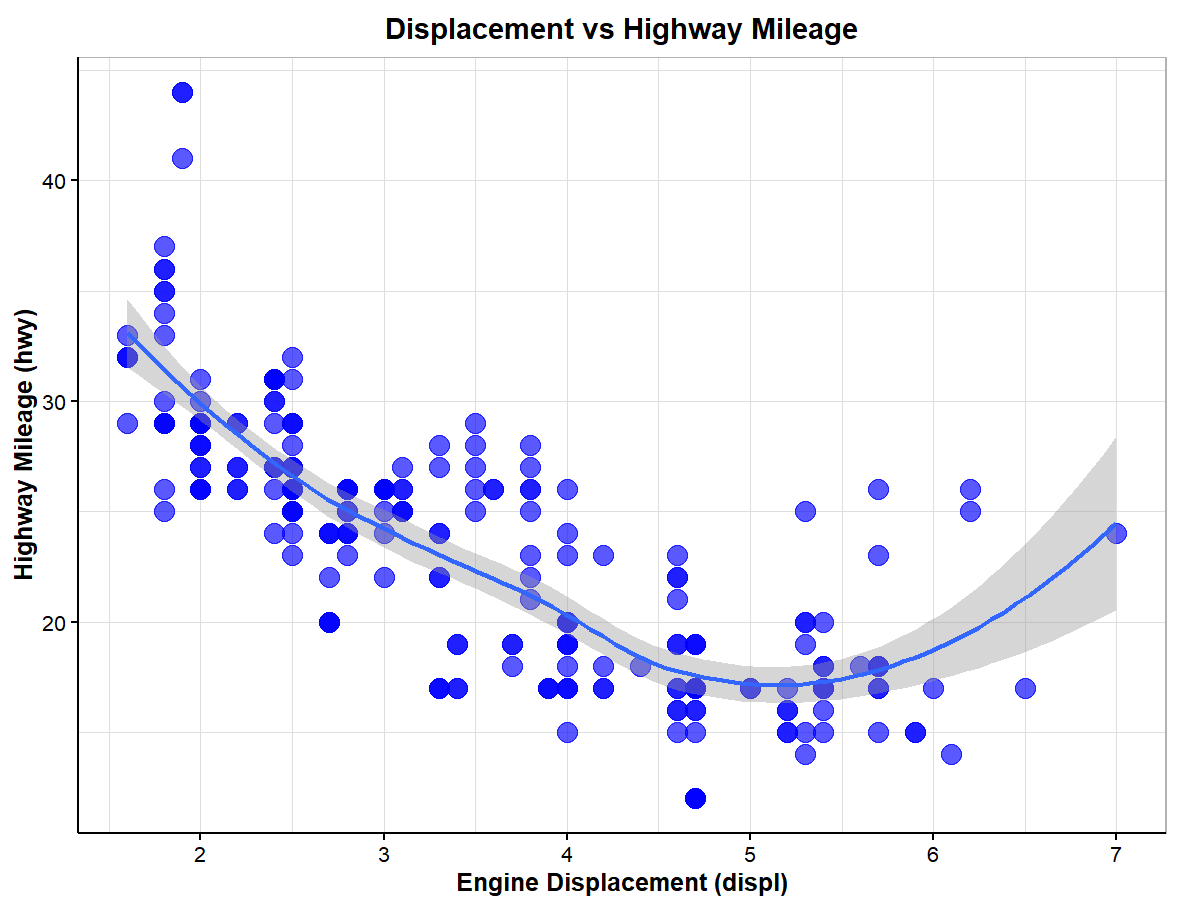 Displacement vs Highway Mileage
Highway Mileage (hwy)
40
30
20
2 3 4 5 6 7
Engine Displacement (displ)